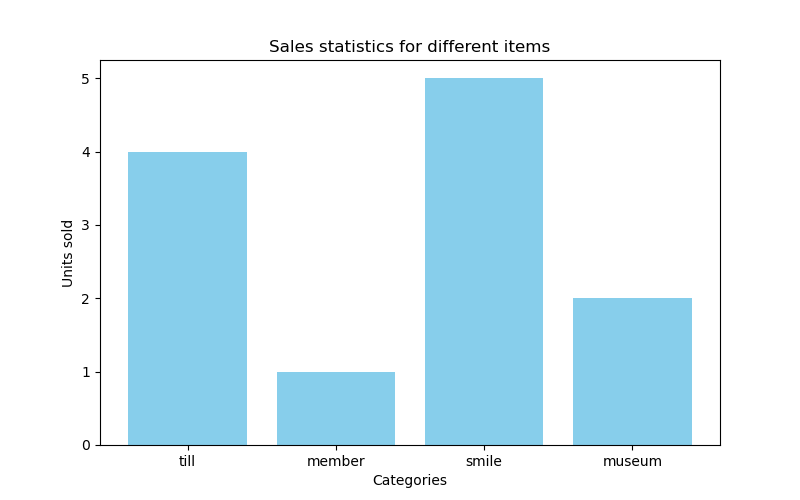 Sales statistics for different items
Units sold
5
4
3
2
1
0
till member smile museum
Categories